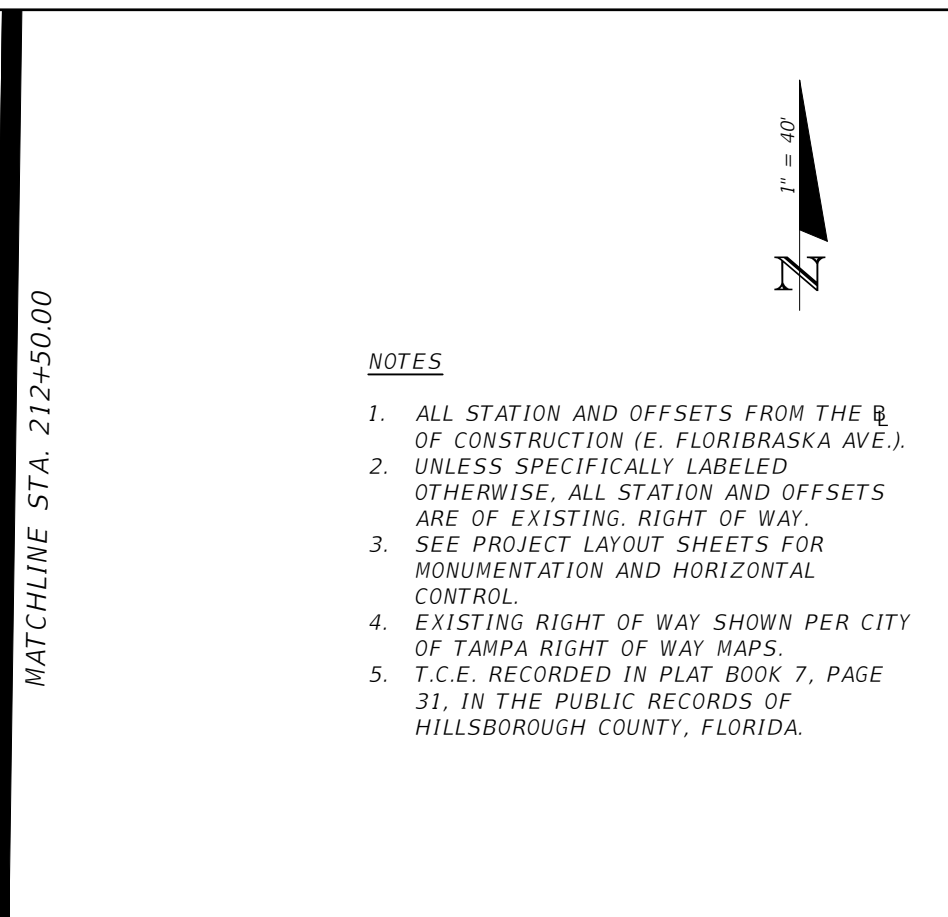 MATCHLINE STA. 212+50.00
1" = 40'
N
NOTES
1. ALL STATION AND OFFSETS FROM THE BL
OF CONSTRUCTION (E. FLORIBRASKA AVE.).
2. UNLESS SPECIFICALLY LABELED
OTHERWISE, ALL STATION AND OFFSETS
ARE OF EXISTING. RIGHT OF WAY.
3. SEE PROJECT LAYOUT SHEETS FOR
MONUMENTATION AND HORIZONTAL
CONTROL.
4. EXISTING RIGHT OF WAY SHOWN PER CITY
OF TAMPA RIGHT OF WAY MAPS.
5. T.C.E. RECORDED IN PLAT BOOK 7, PAGE
31, IN THE PUBLIC RECORDS OF
HILLSBOROUGH COUNTY, FLORIDA.